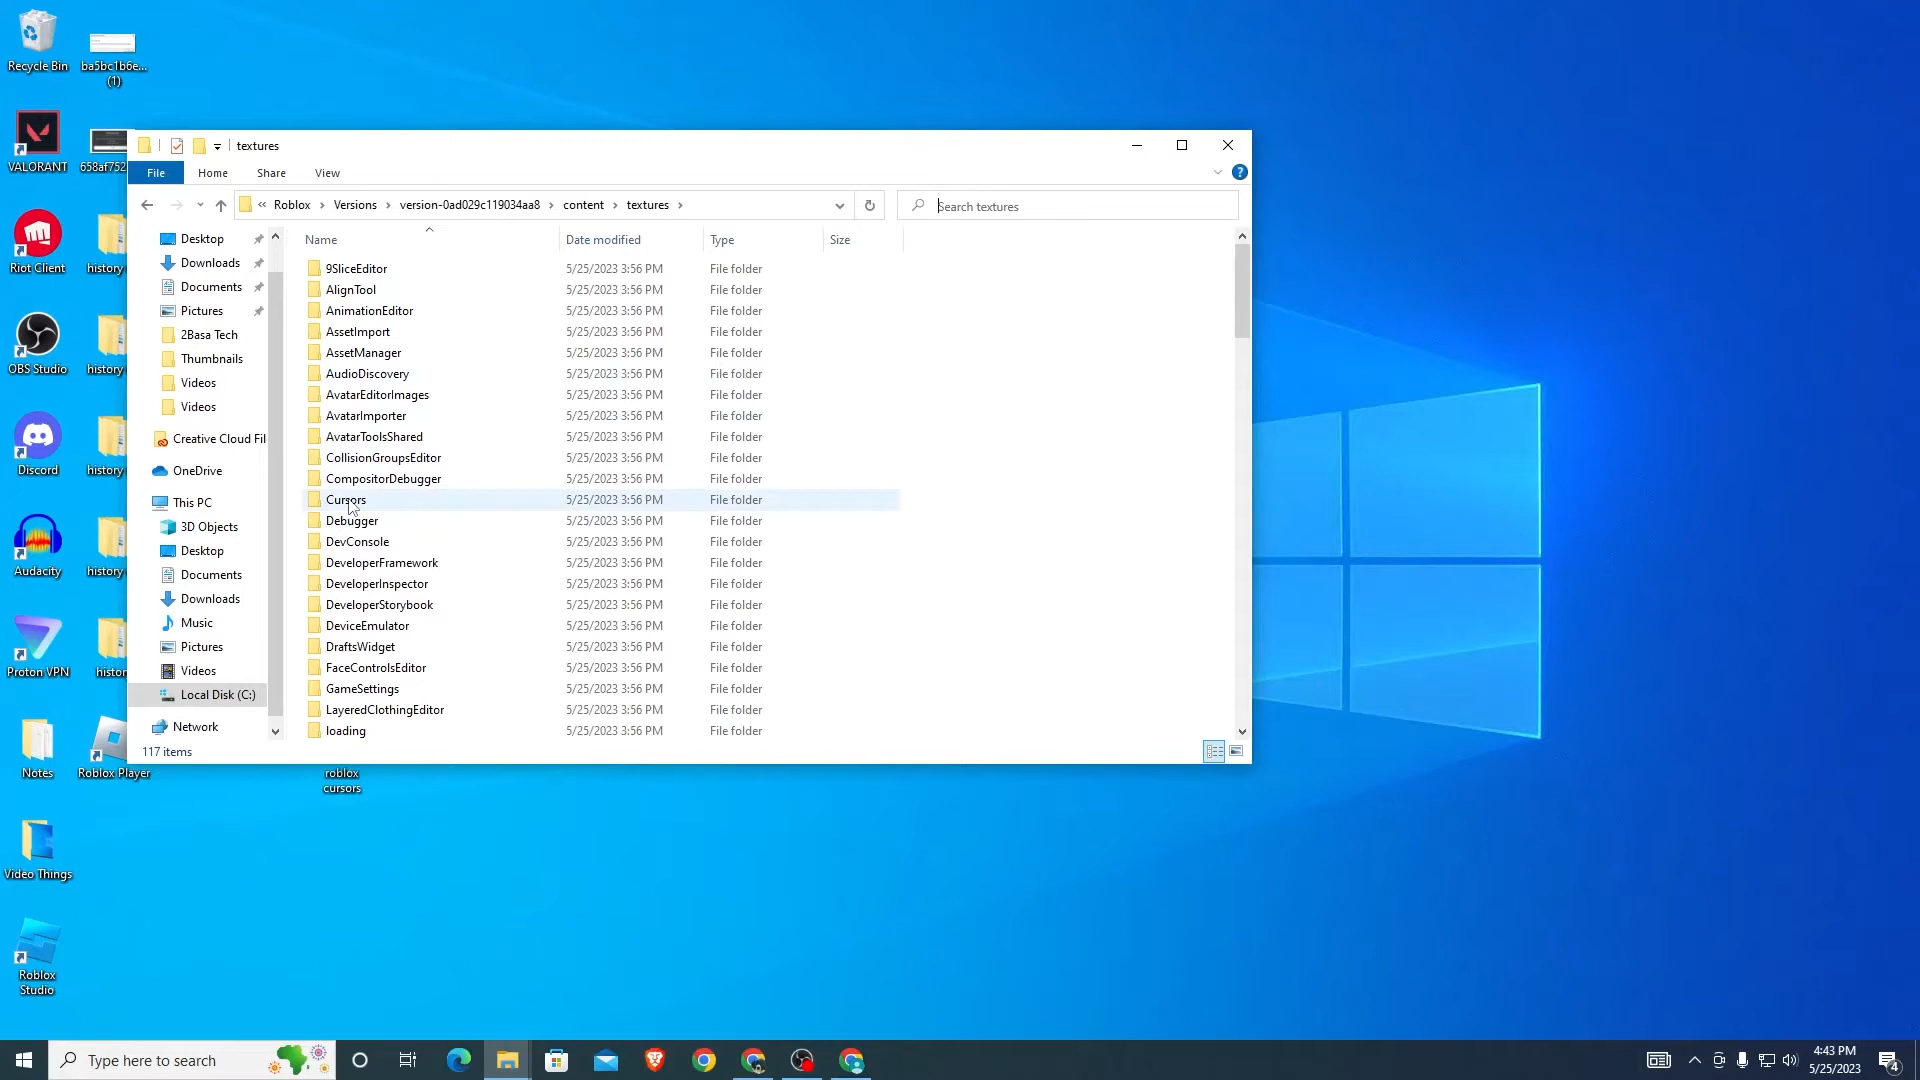 Recycle Bin
ba5bc1b6e...
(1)
VALORANT
658af752
Riot Client
history
OBS Studio
history
Discord
history
Audacity
history
Proton VPN
histor
Notes
Roblox Player
roblox
cursors
Video Things
Roblox
Studio
textures
File
Home
Share
View
« Roblox > Versions > version-0ad029c119034aa8 > content > textures >
Search textures
Desktop
Downloads
Documents
Pictures
2Basa Tech
Thumbnails
Videos
Videos
Creative Cloud Fil
OneDrive
This PC
3D Objects
Desktop
Documents
Downloads
Music
Pictures
Videos
Local Disk (C:)
Network
Name Date modified Type Size
9SliceEditor 5/25/2023 3:56 PM File folder
AlignTool 5/25/2023 3:56 PM File folder
AnimationEditor 5/25/2023 3:56 PM File folder
AssetImport 5/25/2023 3:56 PM File folder
AssetManager 5/25/2023 3:56 PM File folder
AudioDiscovery 5/25/2023 3:56 PM File folder
AvatarEditorImages 5/25/2023 3:56 PM File folder
AvatarImporter 5/25/2023 3:56 PM File folder
AvatarToolsShared 5/25/2023 3:56 PM File folder
CollisionGroupsEditor 5/25/2023 3:56 PM File folder
CompositorDebugger 5/25/2023 3:56 PM File folder
Cursors 5/25/2023 3:56 PM File folder
Debugger 5/25/2023 3:56 PM File folder
DevConsole 5/25/2023 3:56 PM File folder
DeveloperFramework 5/25/2023 3:56 PM File folder
DeveloperInspector 5/25/2023 3:56 PM File folder
DeveloperStorybook 5/25/2023 3:56 PM File folder
DeviceEmulator 5/25/2023 3:56 PM File folder
DraftsWidget 5/25/2023 3:56 PM File folder
FaceControlsEditor 5/25/2023 3:56 PM File folder
GameSettings 5/25/2023 3:56 PM File folder
LayeredClothingEditor 5/25/2023 3:56 PM File folder
loading 5/25/2023 3:56 PM File folder
117 items
Type here to search
4:43 PM
5/25/2023
4